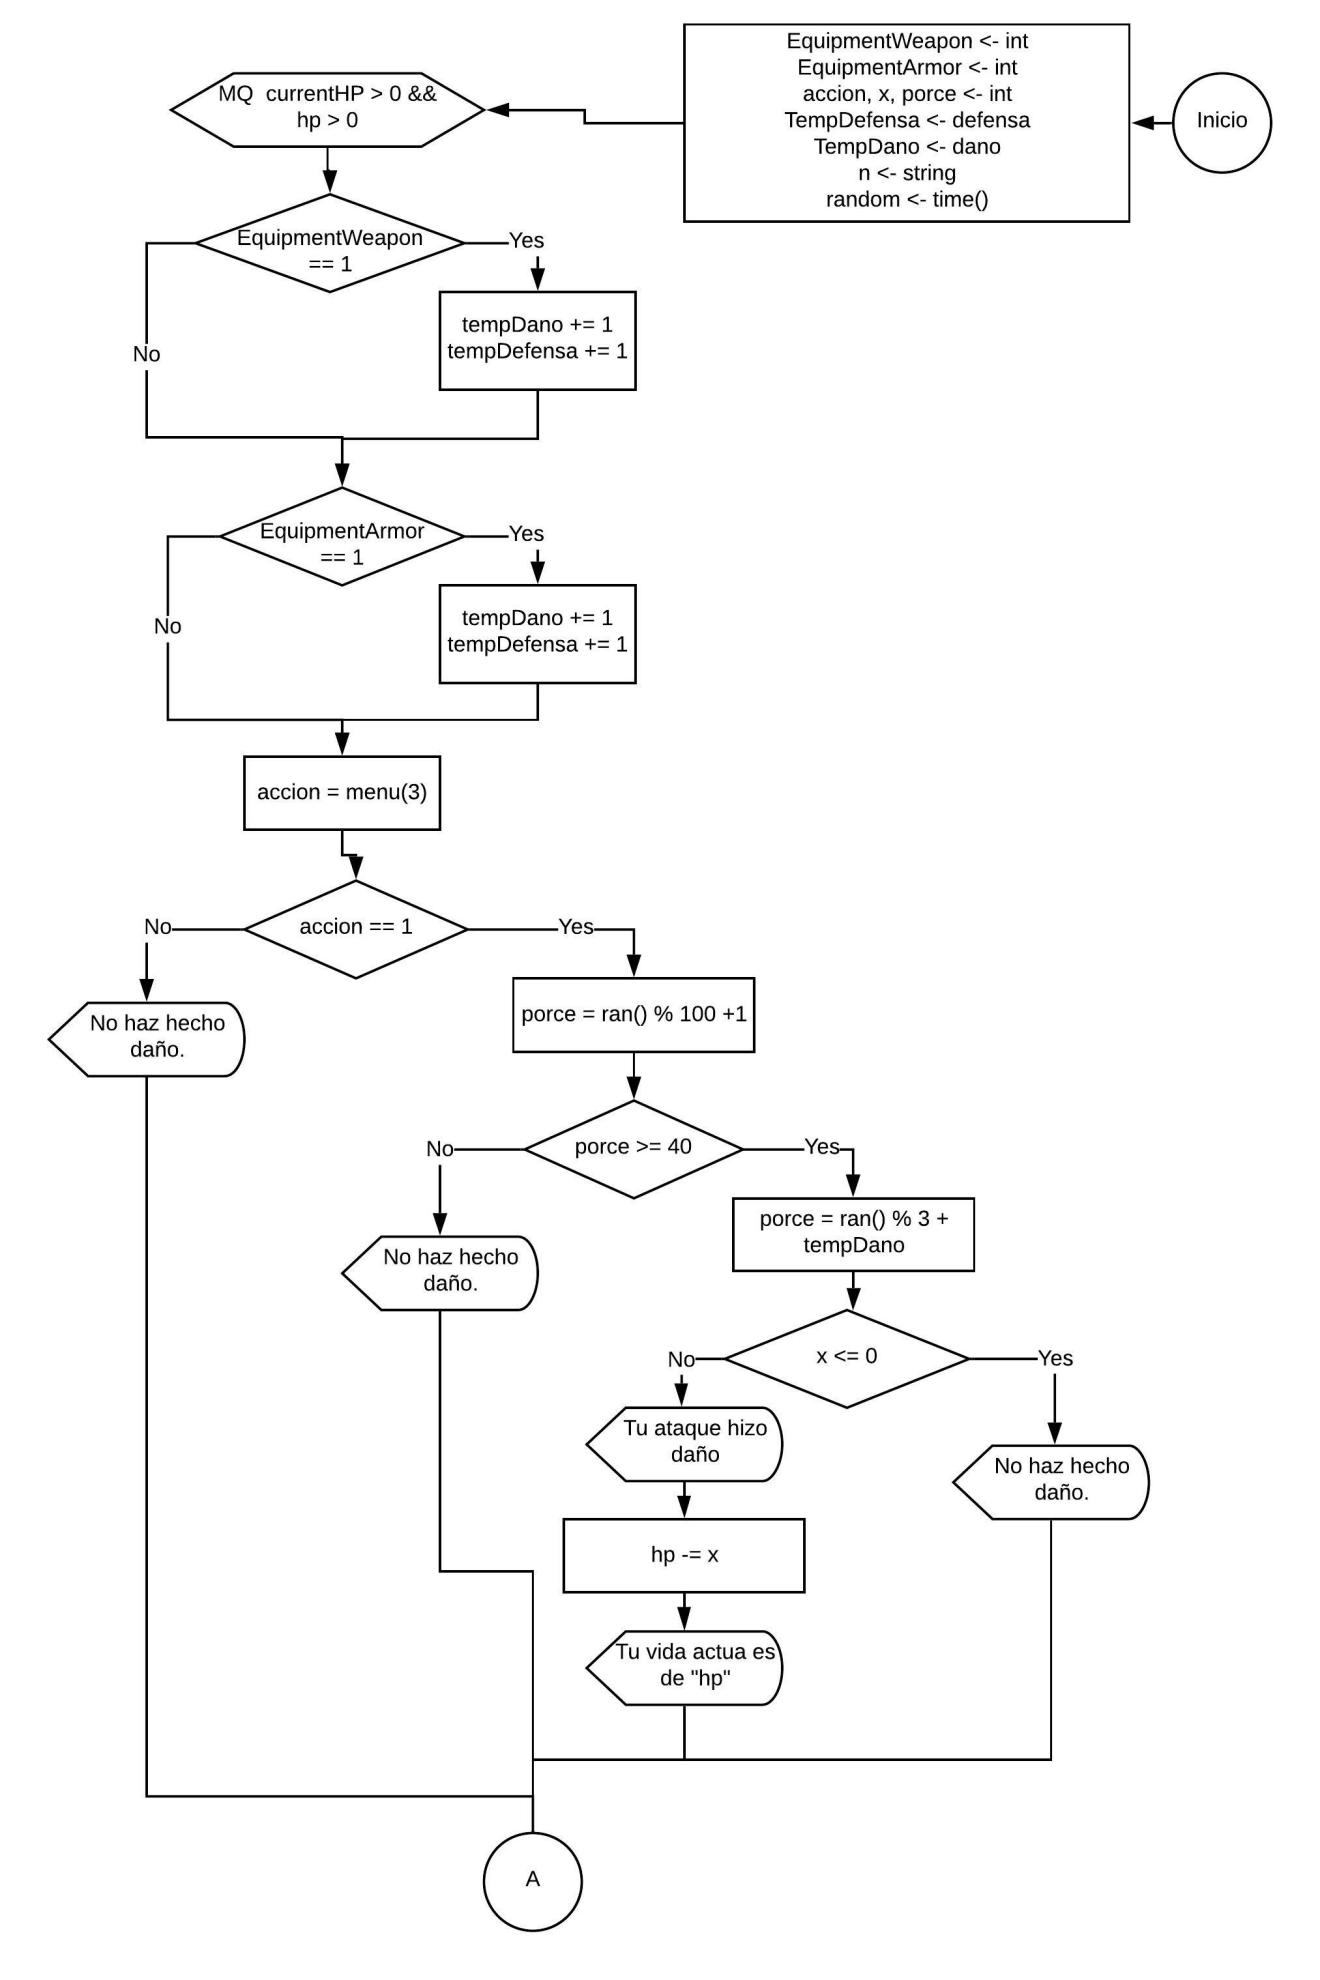 Inicio
EquipmentWeapon <- int
EquipmentArmor <- int
accion, x, porce <- int
TempDefensa <- defensa
TempDano <- dano
n <- string
random <- time()
MQ  currentHP > 0 &&
hp > 0
EquipmentWeapon
== 1
Yes
No
tempDano += 1
tempDefensa += 1
EquipmentArmor
== 1
Yes
No
tempDano += 1
tempDefensa += 1
accion = menu(3)
accion == 1
No
Yes
No haz hecho
daño.
porce = ran() % 100 +1
porce >= 40
No
Yes
No haz hecho
daño.
porce = ran() % 3 +
tempDano
x <= 0
No
Yes
Tu ataque hizo
daño
No haz hecho
daño.
hp -= x
Tu vida actua es
de "hp"
A